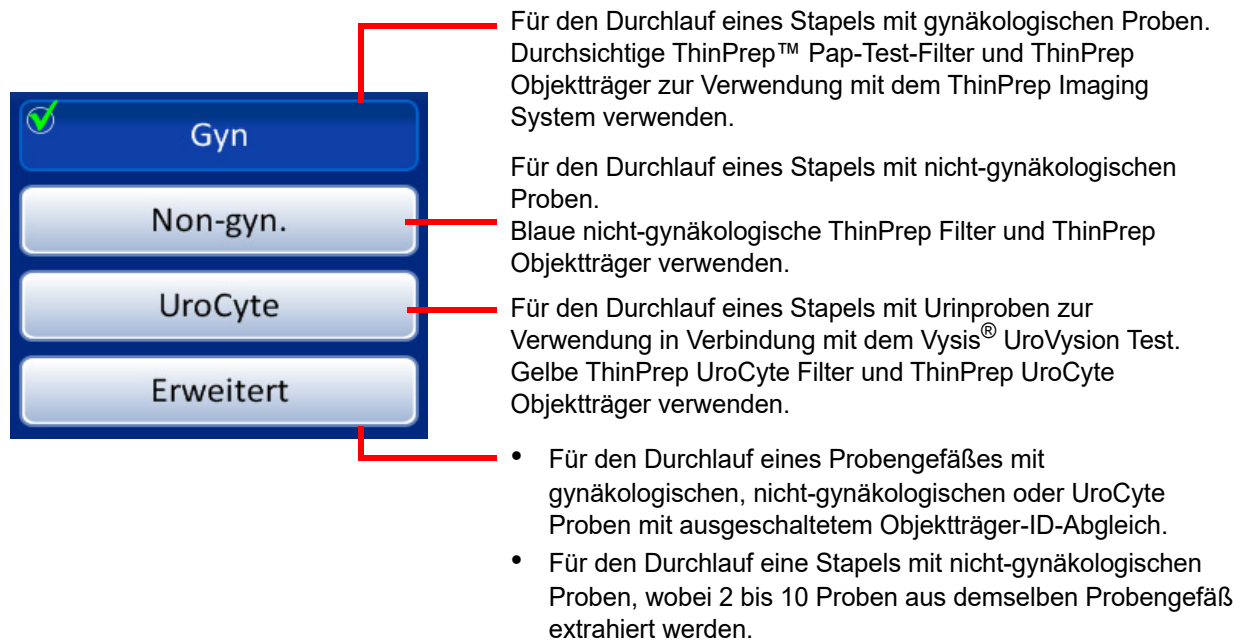 Für den Durchlauf eines Stapels mit gynäkologischen Proben.
Durchsichtige ThinPrep™ Pap-Test-Filter und ThinPrep
Objektträger zur Verwendung mit dem ThinPrep Imaging
System verwenden.
Gyn
Für den Durchlauf eines Stapels mit nicht-gynäkologischen
Proben.
Blaue nicht-gynäkologische ThinPrep Filter und ThinPrep
Objektträger verwenden.
Non-gyn.
Für den Durchlauf eines Stapels mit Urinproben zur
Verwendung in Verbindung mit dem Vysis® UroVysion Test.
Gelbe ThinPrep UroCyte Filter und ThinPrep UroCyte
Objektträger verwenden.
UroCyte
Erweitert
• Für den Durchlauf eines Probengefäßes mit
gynäkologischen, nicht-gynäkologischen oder UroCyte
Proben mit ausgeschaltetem Objektträger-ID-Abgleich.
• Für den Durchlauf eine Stapels mit nicht-gynäkologischen
Proben, wobei 2 bis 10 Proben aus demselben Probengefäß
extrahiert werden.